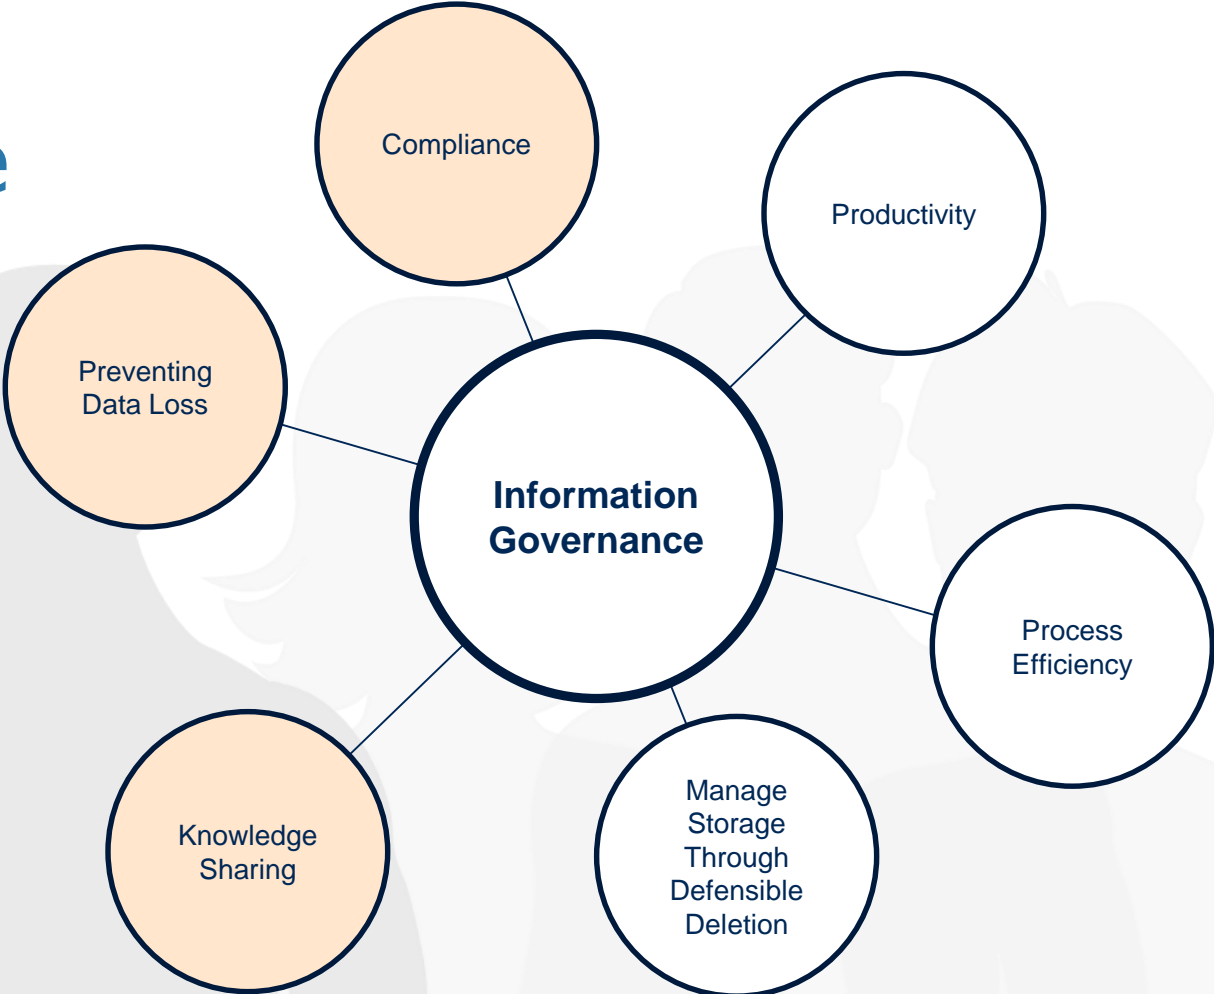 e
Compliance
Productivity
Preventing
Data Loss
Information
Governance
Process
Efficiency
Knowledge
Sharing
Manage
Storage
Through
Defensible
Deletion